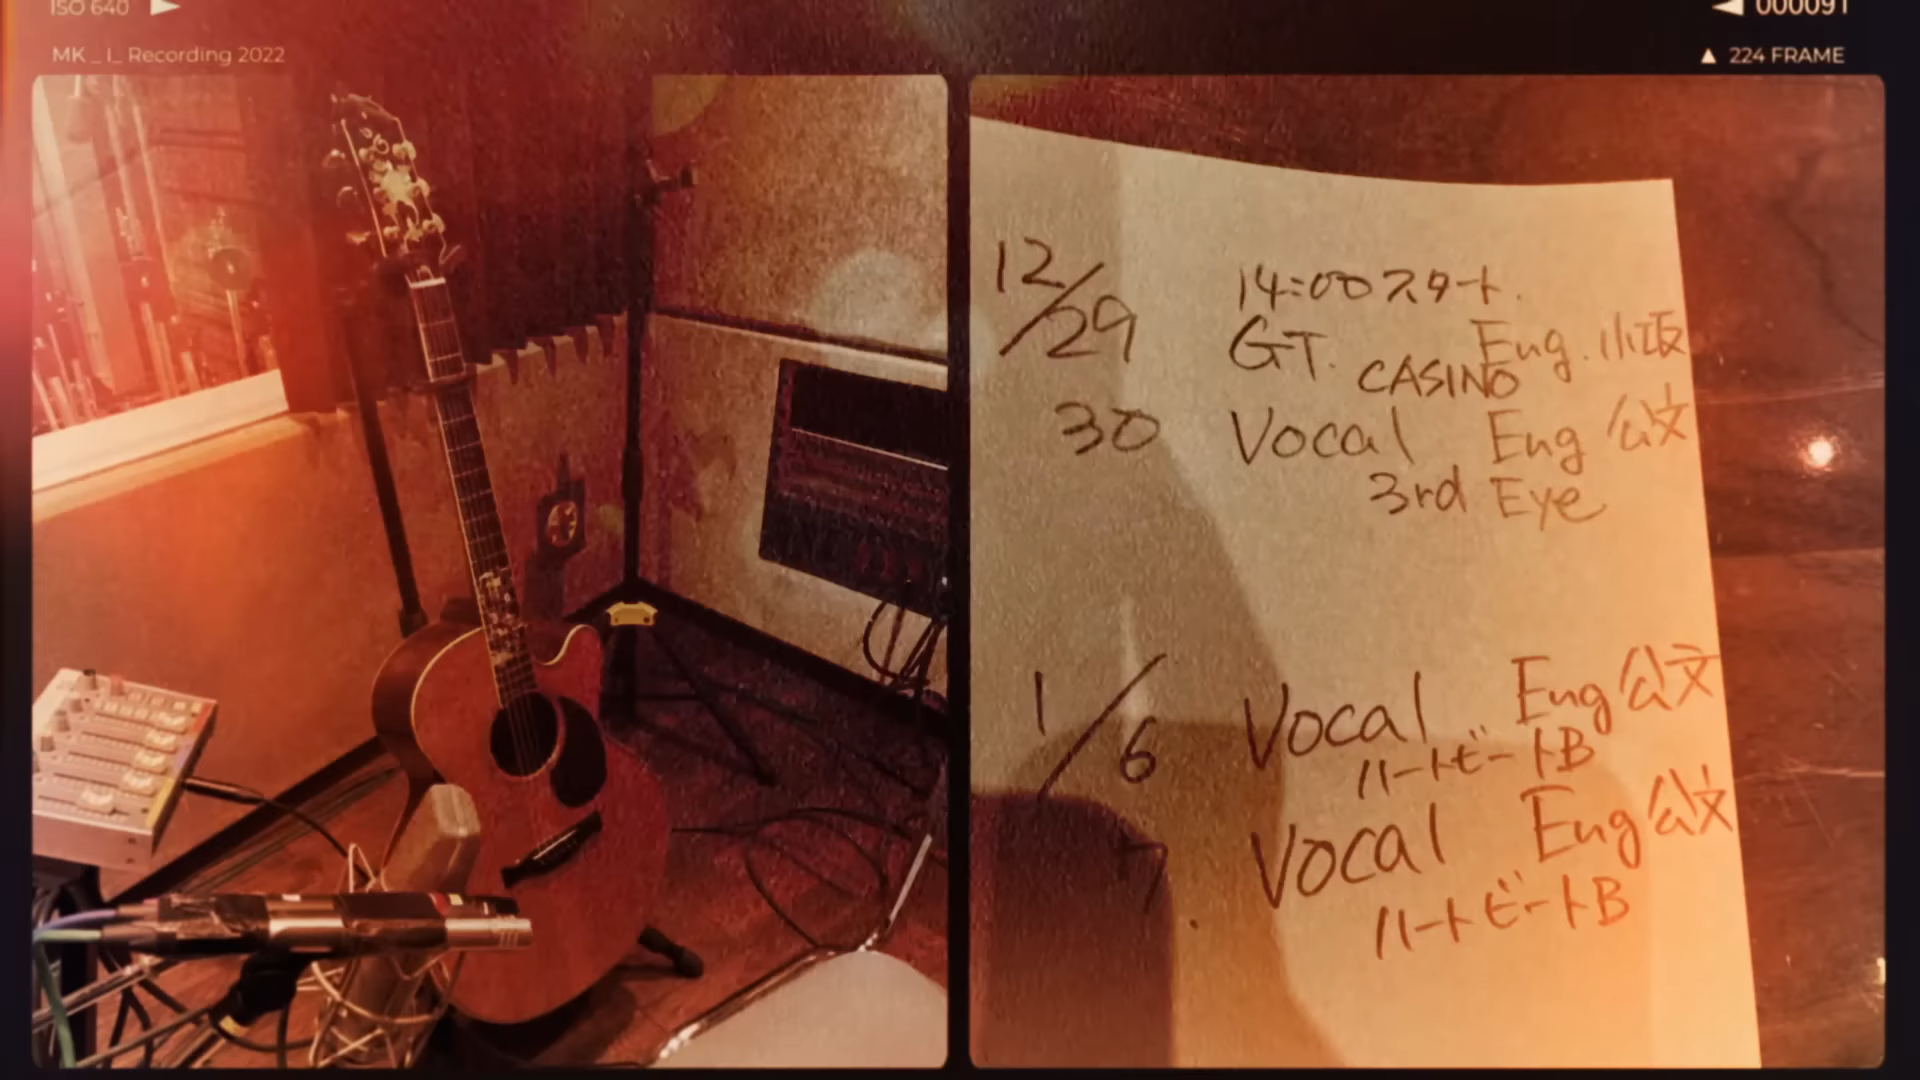 ISO 640
000091
MK _ I_ Recording 2022
224 FRAME
12/29 14:00スタート.
GT. Eng. 小坂
CASINO
30 Vocal Eng 公文
3rd Eye
1/6 Vocal Eng 公文
ハートビートB
7. Vocal Eng 公文
ハートビートB